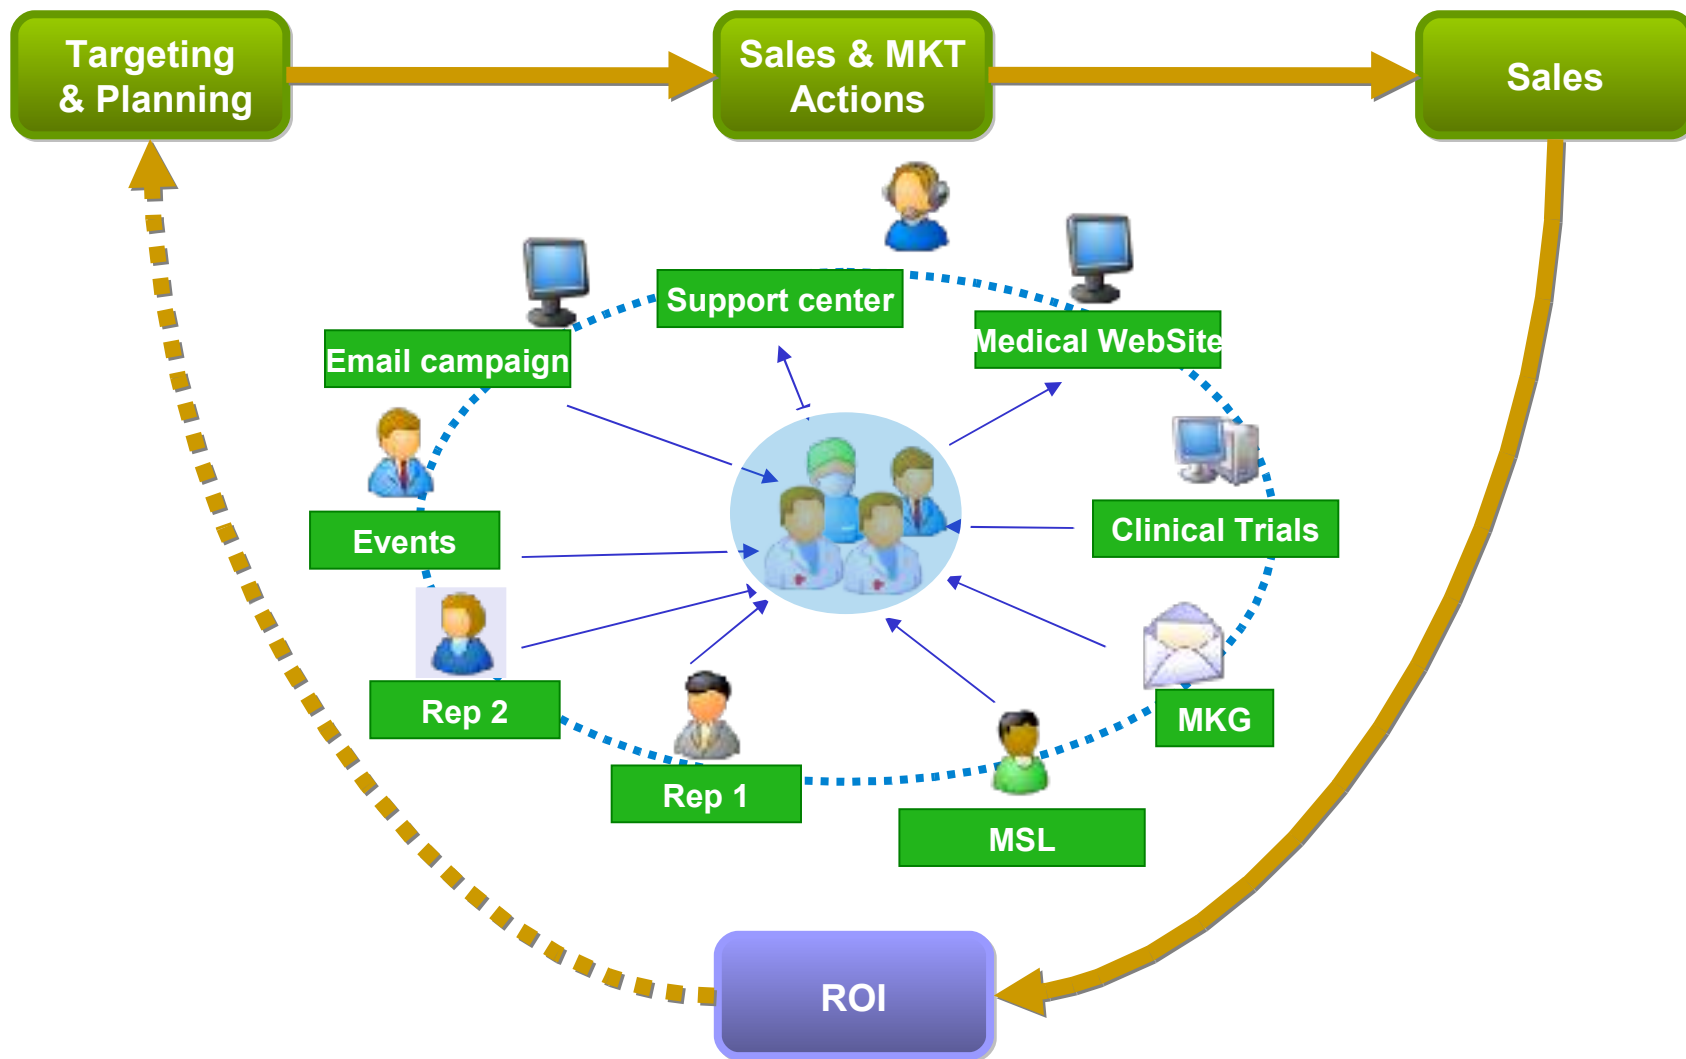 Targeting
& Planning
Sales & MKT
Actions
Sales
Support center
Medical WebSite
Email campaign
Events
Clinical Trials
Rep 2
MKG
Rep 1
MSL
ROI